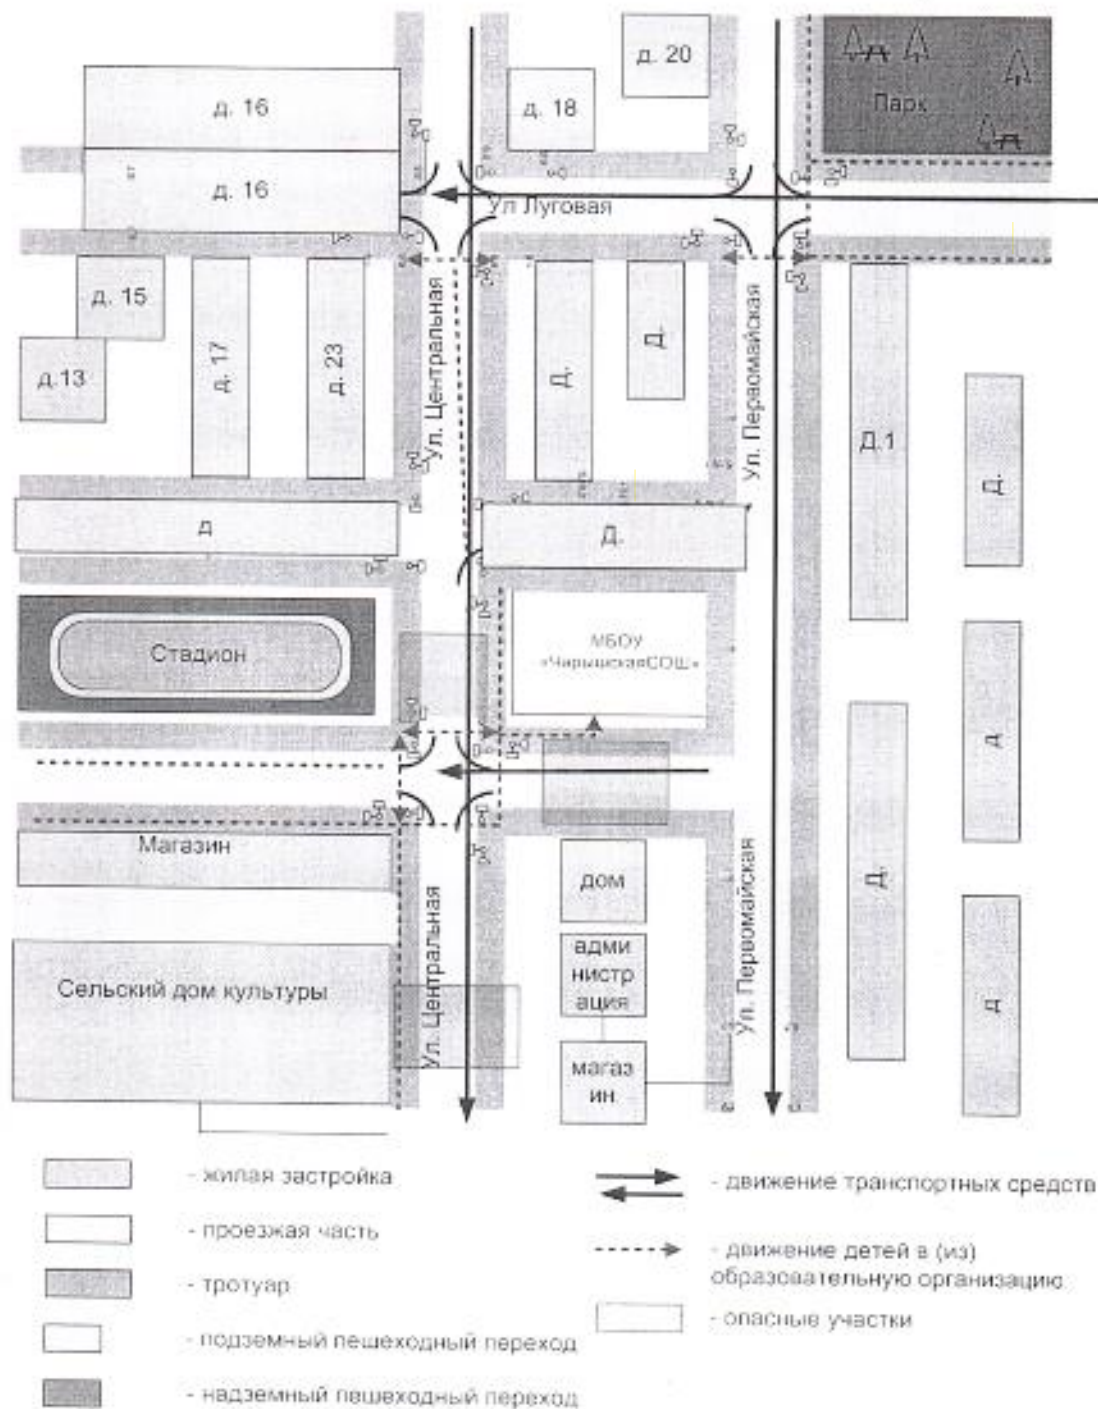 д. 20
д. 16
д. 18
Парк
д. 16
Ул Луговая
д. 15
д.13
д. 17
д. 23
Ул. Центральная
Д.
Д.
Ул. Первомайская
Д.1
Д.
д
Д.
Стадион
МБОУ
«ЧарышскаяСОШ»
д
Магазин
Ул. Центральная
дом
Ул. Первомайская
Д.
Сельский дом культуры
адми
нистр
ация
д
магаз
ин
- жилая застройка
- проезжая часть
- тротуар
- подземный пешеходный переход
- надземный пешеходный переход
- движение транспортных средств
- движение детей в (из)
образовательную организацию
- опасные участки